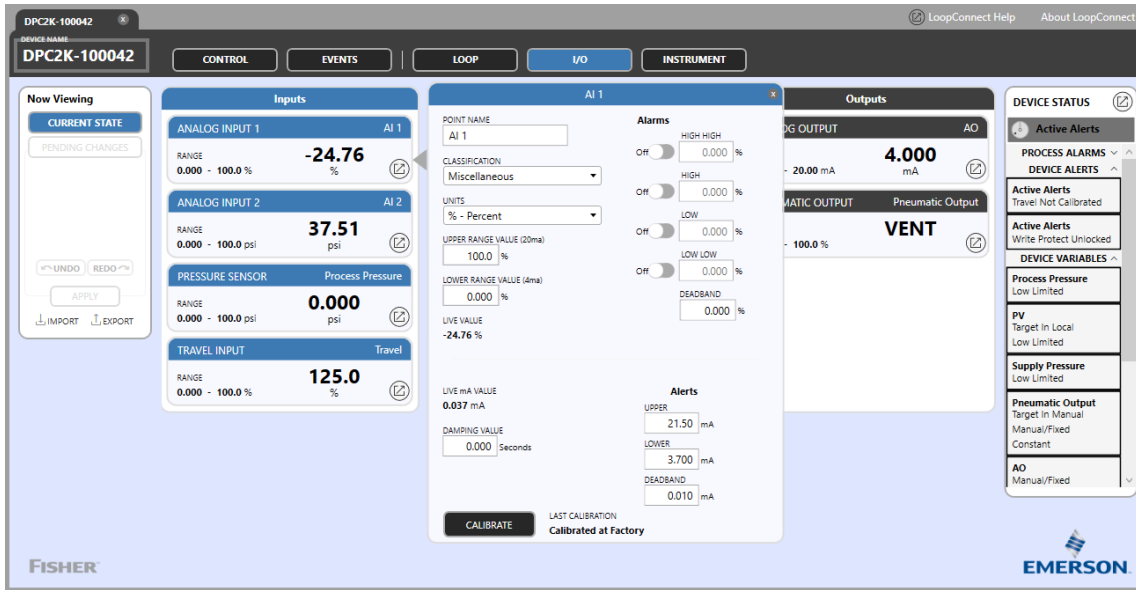 DPC2K-100042
LoopConnect Help
About LoopConnect
DEVICE NAME
DPC2K-100042
CONTROL
EVENTS
LOOP
I/O
INSTRUMENT
Now Viewing
CURRENT STATE
PENDING CHANGES
UNDO
REDO
APPLY
IMPORT
EXPORT
Inputs
ANALOG INPUT 1
AI 1
RANGE
0.000 - 100.0 %
-24.76
%
ANALOG INPUT 2
AI 2
RANGE
0.000 - 100.0 psi
37.51
psi
PRESSURE SENSOR
Process Pressure
RANGE
0.000 - 100.0 psi
0.000
psi
TRAVEL INPUT
Travel
RANGE
0.000 - 100.0 %
125.0
%
AI 1
x
POINT NAME
AI 1
CLASSIFICATION
Miscellaneous
UNITS
% - Percent
UPPER RANGE VALUE (20ma)
100.0 %
LOWER RANGE VALUE (4ma)
0.000 %
LIVE VALUE
-24.76 %
Alarms
HIGH HIGH
Off 0.000 %
HIGH
Off 0.000 %
LOW
Off 0.000 %
LOW LOW
Off 0.000 %
DEADBAND
0.000 %
LIVE mA VALUE
0.037 mA
DAMPING VALUE
0.000 Seconds
Alerts
UPPER
21.50 mA
LOWER
3.700 mA
DEADBAND
0.010 mA
CALIBRATE
LAST CALIBRATION
Calibrated at Factory
Outputs
OG OUTPUT
AO
- 20.00 mA
4.000
mA
MATIC OUTPUT
Pneumatic Output
- 100.0 %
VENT
DEVICE STATUS
Active Alerts
PROCESS ALARMS
DEVICE ALERTS
Active Alerts
Travel Not Calibrated
Active Alerts
Write Protect Unlocked
DEVICE VARIABLES
Process Pressure
Low Limited
PV
Target In Local
Low Limited
Supply Pressure
Low Limited
Pneumatic Output
Target In Manual
Manual/Fixed
Constant
AO
Manual/Fixed
FISHER
EMERSON